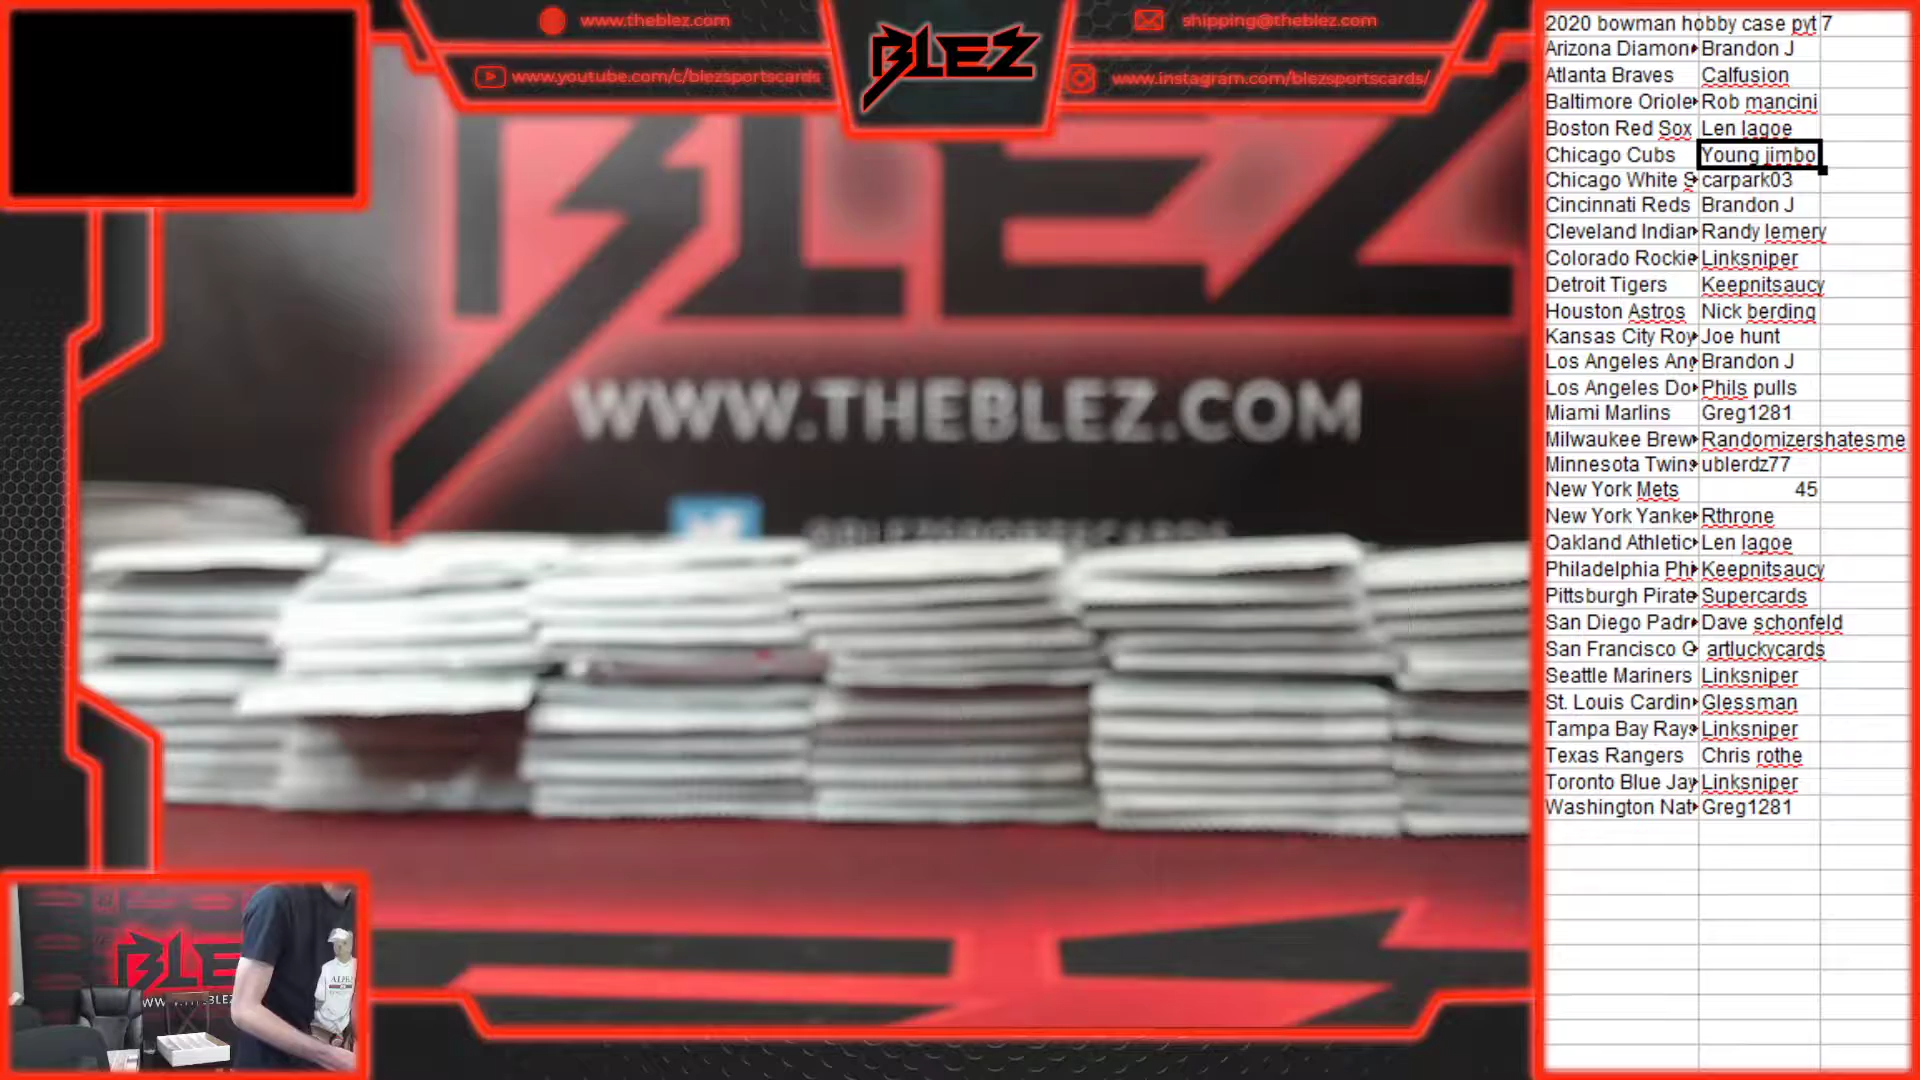 www.theblez.com
www.youtube.com/c/blezsportscards
BLEZ
shipping@theblez.com
www.instagram.com/blezsportscards/
BLEZ
WWW.THEBLEZ.COM
@BLEZSPORTSCARDS
2020 bowman hobby case pyt 7
Arizona Diamon Brandon J
Atlanta Braves Calfusion
Baltimore Oriole Rob mancini
Boston Red Sox Len lagoe
Chicago Cubs Young jimbo
Chicago White S carpark03
Cincinnati Reds Brandon J
Cleveland Indian Randy lemery
Colorado Rockie Linksniper
Detroit Tigers Keepnitsaucy
Houston Astros Nick berding
Kansas City Roy Joe hunt
Los Angeles Ang Brandon J
Los Angeles Do Phils pulls
Miami Marlins Greg1281
Milwaukee Brew Randomizershatesme
Minnesota Twins ublerdz77
New York Mets 45
New York Yanke Rthrone
Oakland Athletic Len lagoe
Philadelphia Phi Keepnitsaucy
Pittsburgh Pirate Supercards
San Diego Padr Dave schonfeld
San Francisco G artluckycards
Seattle Mariners Linksniper
St. Louis Cardin Glessman
Tampa Bay Rays Linksniper
Texas Rangers Chris rothe
Toronto Blue Jay Linksniper
Washington Nat Greg1281
BLE